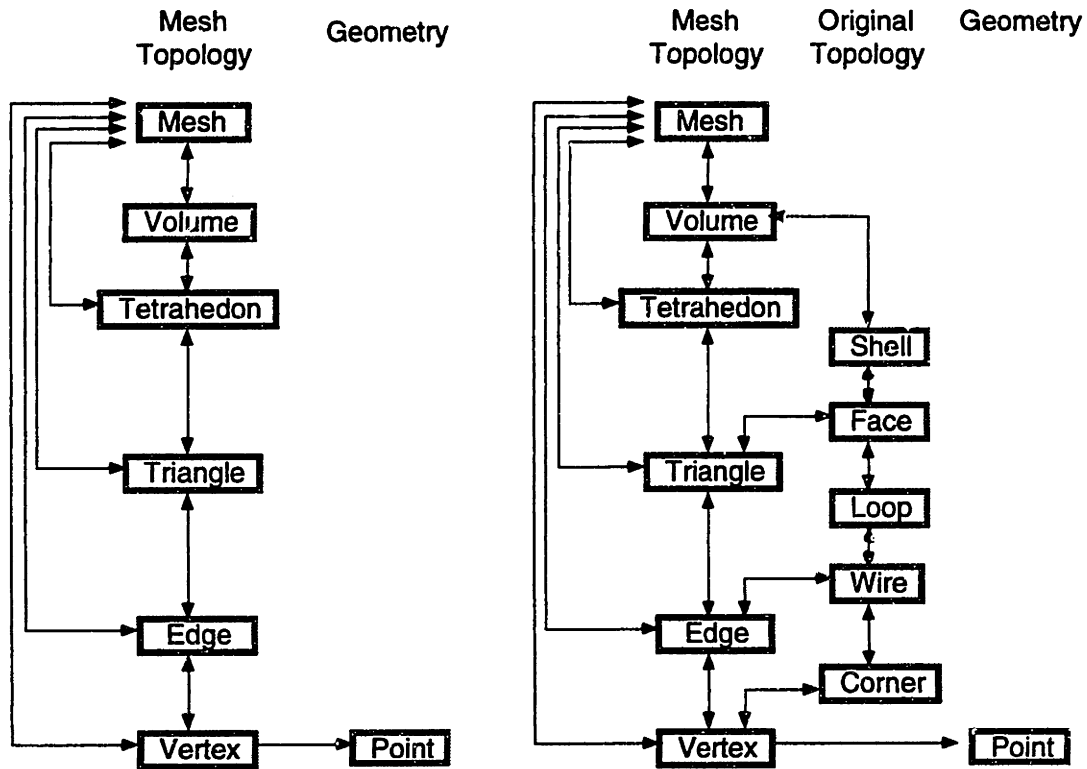 Mesh
Topology
Geometry
Mesh
Volume
Tetrahedon
Triangle
Edge
Vertex
Point
Mesh
Topology
Original
Topology
Geometry
Mesh
Volume
Tetrahedon
Shell
Face
Triangle
Loop
Wire
Edge
Corner
Vertex
Point